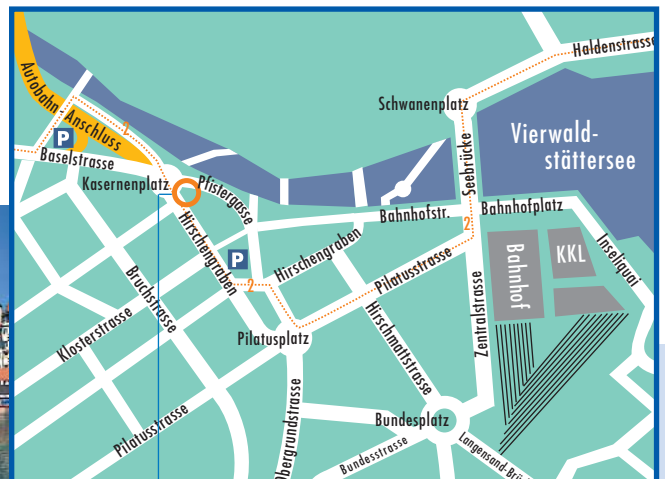 Haldenstrasse
Autobahn-Anschluss
2
Schwanenplatz
P
Vierwald-
stättersee
Baselstrasse
Seebrücke
Kasernenplatz
Pfistergasse
Bahnhofstr.
Bahnhofplatz
2
Hirschengraben
P
Hirschengraben
Bahnhof
KKL
Inseliquai
2
Pilatusstrasse
Bruchstrasse
Klosterstrasse
Pilatusplatz
Hirschmattstrasse
Zentralstrasse
Pilatusstrasse
Obergrundstrasse
Bundesplatz
Bundesstrasse
Langensand-Brü